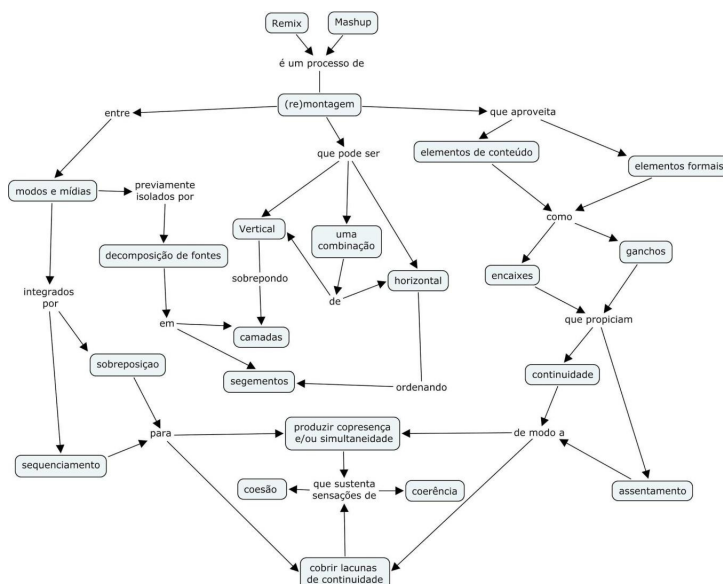 Remix
Mashup
é um processo de
(re)montagem
entre
que aproveita
que pode ser
elementos de conteúdo
elementos formais
modos e mídias
previamente
isolados por
como
Vertical
uma
combinação
ganchos
decomposição de fontes
encaixes
sobrepondo
horizontal
integrados
por
de
em
que propiciam
camadas
sobreposiçao
continuidade
segementos
ordenando
produzir copresença
e/ou simultaneidade
para
de modo a
sequenciamento
coesão
que sustenta
sensações de
coerência
assentamento
cobrir lacunas
de continuidade